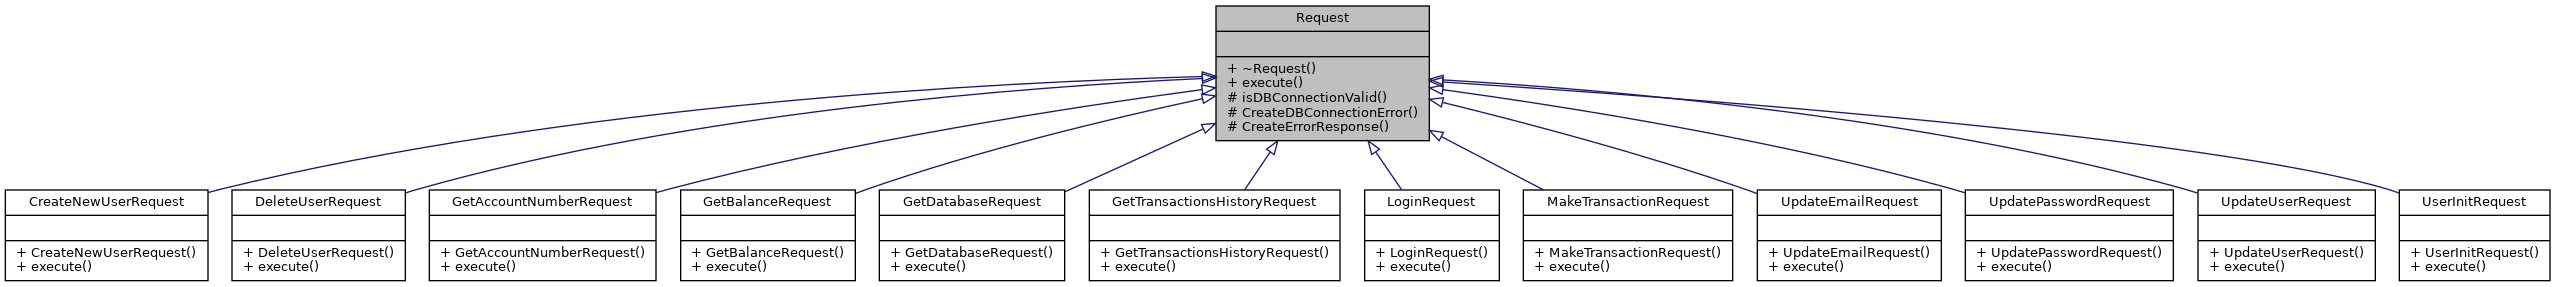 Request
+ ~Request()
+ execute()
# isDBConnectionValid()
# CreateDBConnectionError()
# CreateErrorResponse()
CreateNewUserRequest
+ CreateNewUserRequest()
+ execute()
DeleteUserRequest
+ DeleteUserRequest()
+ execute()
GetAccountNumberRequest
+ GetAccountNumberRequest()
+ execute()
GetBalanceRequest
+ GetBalanceRequest()
+ execute()
GetDatabaseRequest
+ GetDatabaseRequest()
+ execute()
GetTransactionsHistoryRequest
+ GetTransactionsHistoryRequest()
+ execute()
LoginRequest
+ LoginRequest()
+ execute()
MakeTransactionRequest
+ MakeTransactionRequest()
+ execute()
UpdateEmailRequest
+ UpdateEmailRequest()
+ execute()
UpdatePasswordRequest
+ UpdatePasswordRequest()
+ execute()
UpdateUserRequest
+ UpdateUserRequest()
+ execute()
UserInitRequest
+ UserInitRequest()
+ execute()